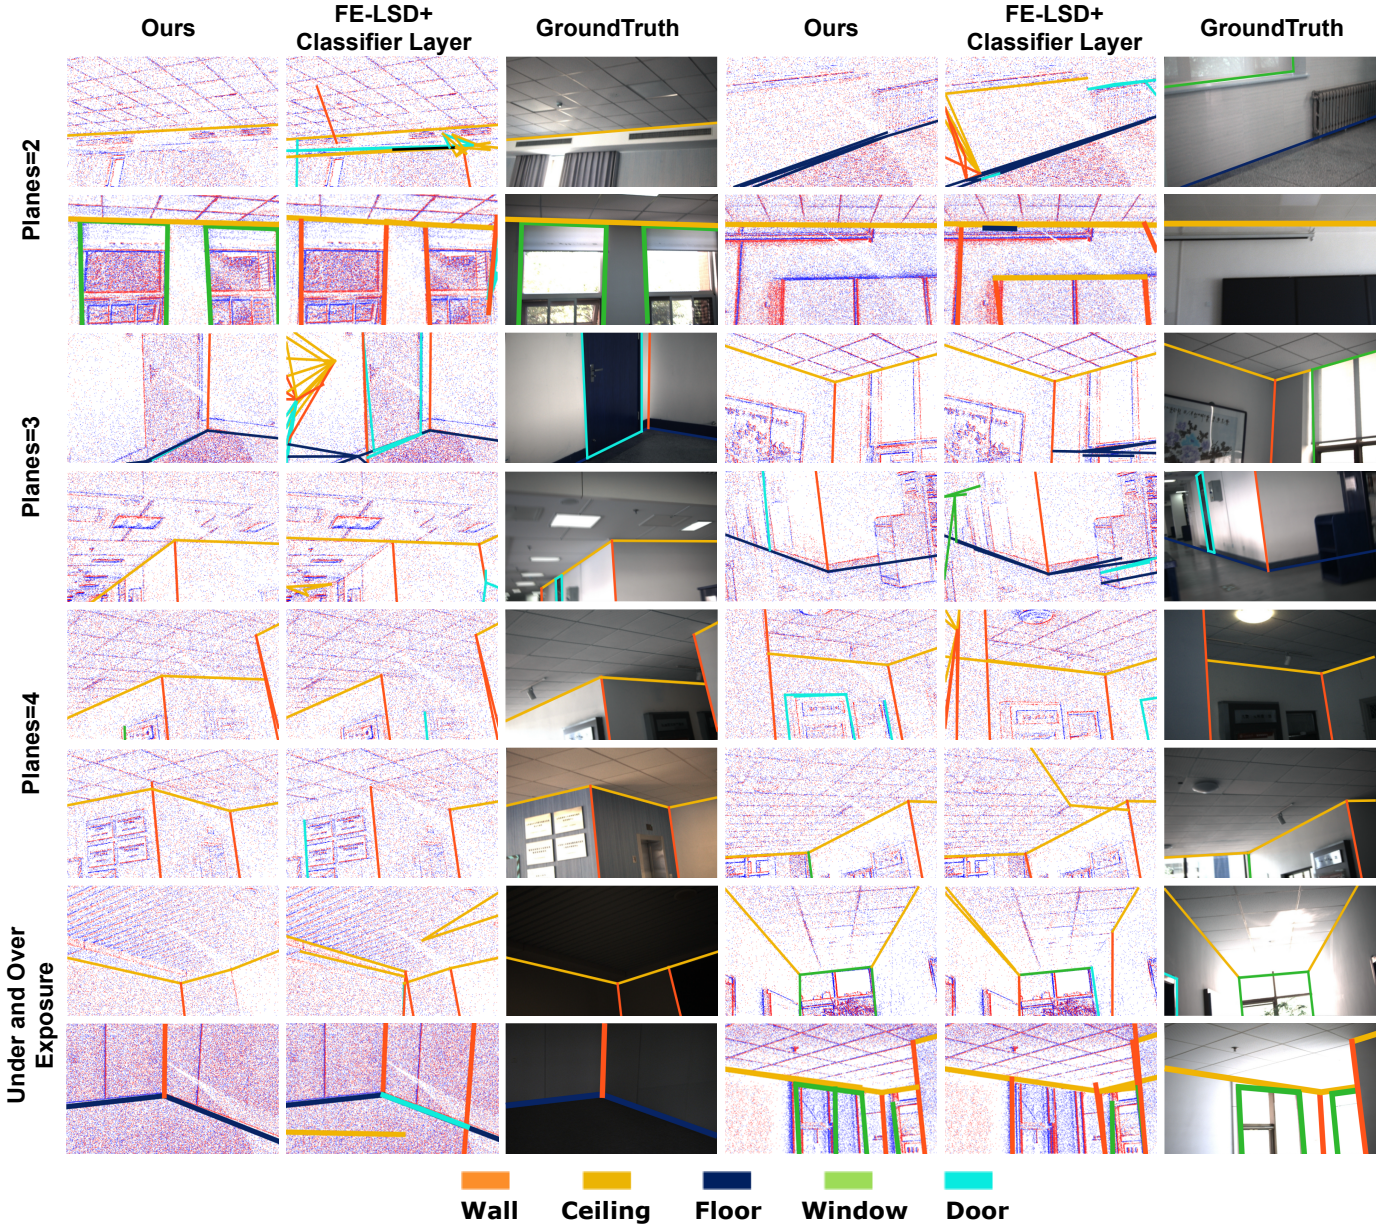 Ours
FE-LSD+
Classifier Layer
GroundTruth
Ours
FE-LSD+
Classifier Layer
GroundTruth
Planes=2
Planes=3
Planes=4
Under and Over
Exposure
Wall
Ceiling
Floor
Window
Door